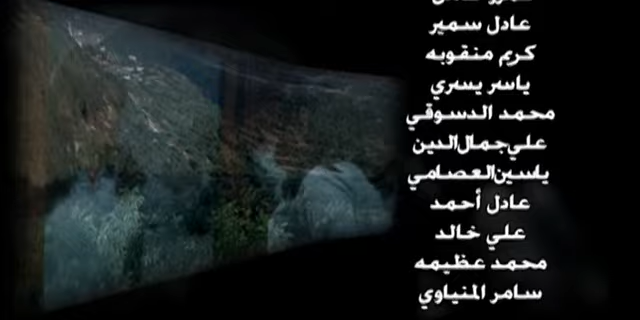 عادل سمير
كريم منقوبه
ياسر يسري
محمد الدسوقي
علي جمال الدين
ياسين العصامي
عادل أحمد
علي خالد
محمد عظيمه
سامر المنياوي